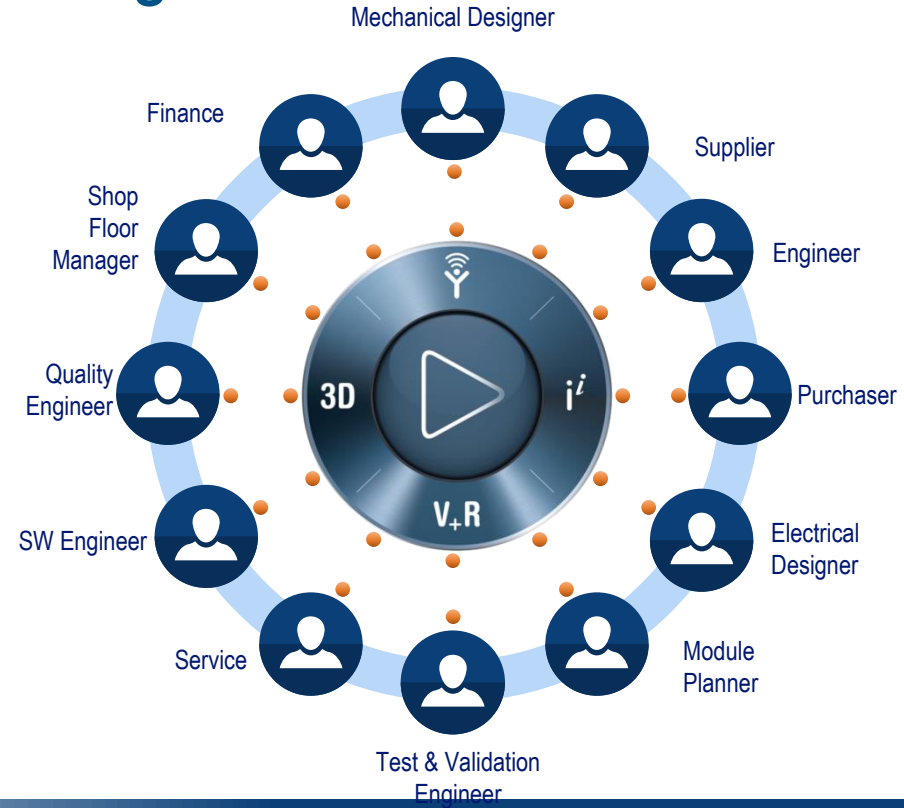 Mechanical Designer
Finance
Supplier
Shop
Floor
Manager
Engineer
3D
i i
Quality
Engineer
Purchaser
V+R
SW Engineer
Electrical
Designer
Service
Module
Planner
Test & Validation
Engineer